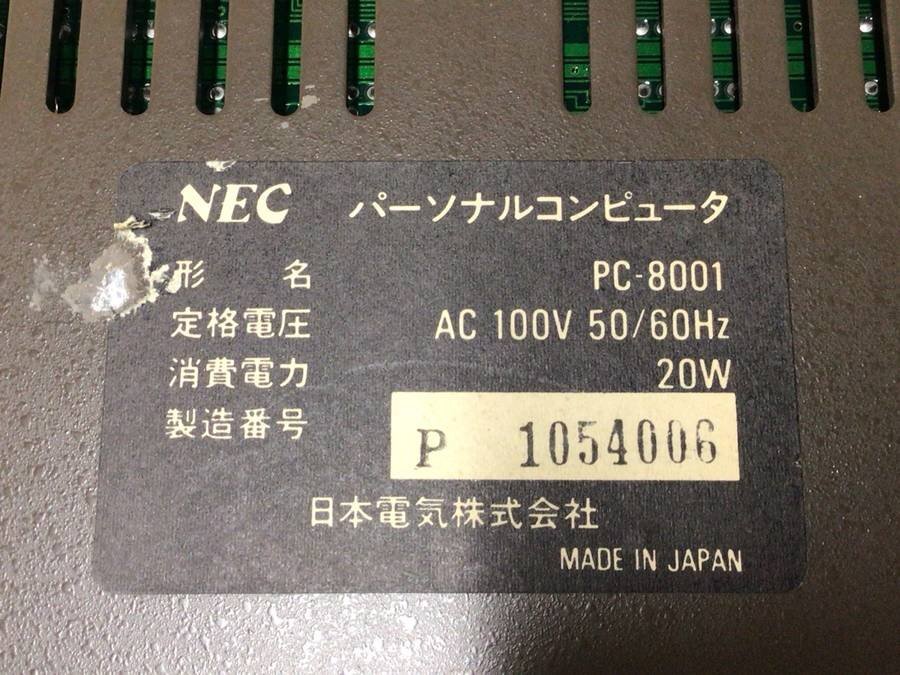 NEC パーソナルコンピュータ
形 名 PC-8001
定格電圧 AC 100V 50/60Hz
消費電力 20W
製造番号 P 1054006
日本電気株式会社
MADE IN JAPAN